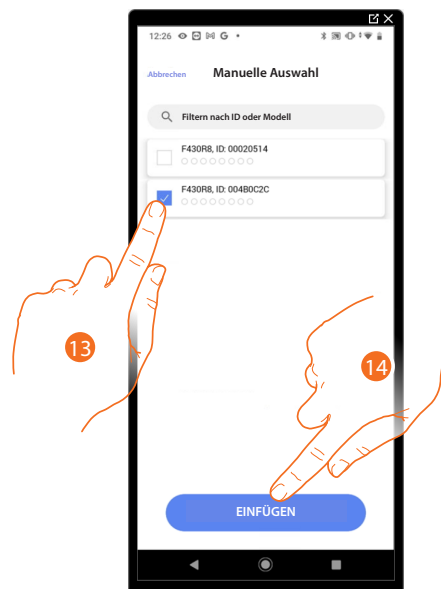 12:26 G
Abbrechen Manuelle Auswahl
Filtern nach ID oder Modell
F430R8, ID: 00020514
F430R8, ID: 004B0C2C
13
14
EINFÜGEN